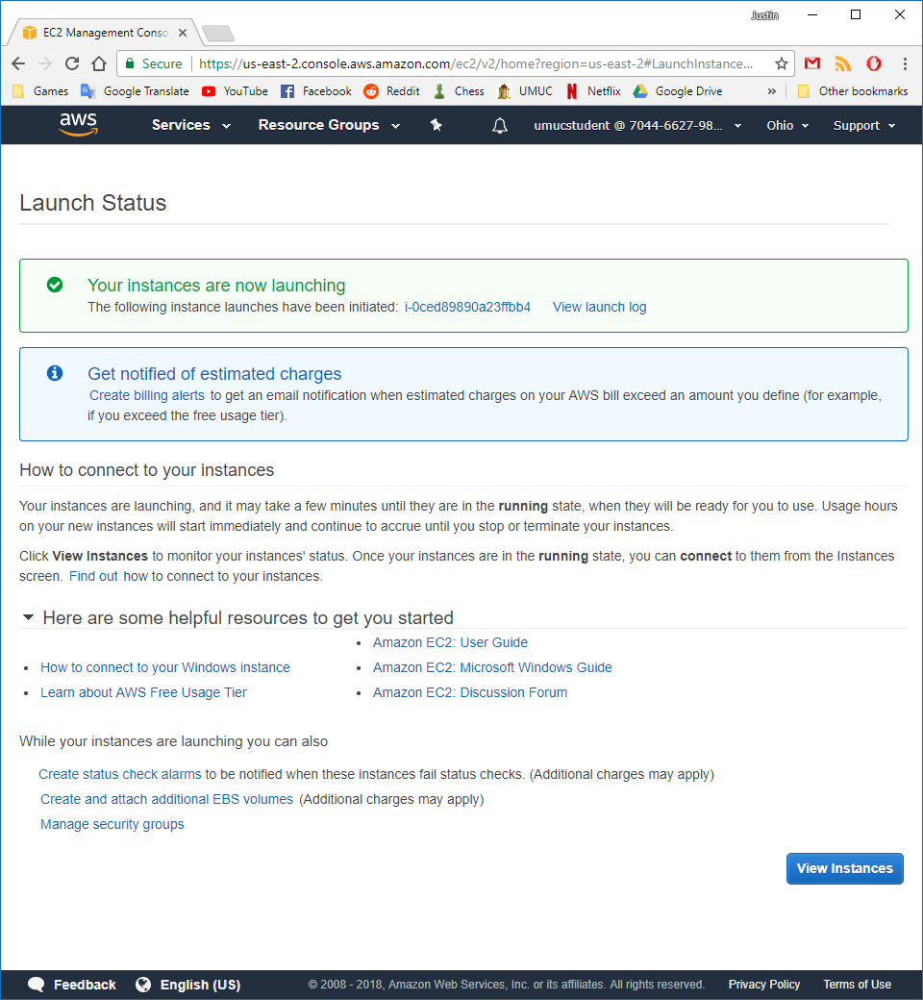 Justin
EC2 Management Conso
Secure https://us-east-2.console.aws.amazon.com/ec2/v2/home?region=us-east-2#LaunchInstance...
Games Google Translate YouTube Facebook Reddit Chess UMUC Netflix Google Drive » Other bookmarks
aws Services Resource Groups umucstudent @ 7044-6627-98... Ohio Support
Launch Status
Your instances are now launching
The following instance launches have been initiated: i-0ced89890a23ffbb4 View launch log
Get notified of estimated charges
Create billing alerts to get an email notification when estimated charges on your AWS bill exceed an amount you define (for example,
if you exceed the free usage tier).
How to connect to your instances
Your instances are launching, and it may take a few minutes until they are in the running state, when they will be ready for you to use. Usage hours
on your new instances will start immediately and continue to accrue until you stop or terminate your instances.
Click View Instances to monitor your instances' status. Once your instances are in the running state, you can connect to them from the Instances
screen. Find out how to connect to your instances.
Here are some helpful resources to get you started
• Amazon EC2: User Guide
• How to connect to your Windows instance • Amazon EC2: Microsoft Windows Guide
• Learn about AWS Free Usage Tier • Amazon EC2: Discussion Forum
While your instances are launching you can also
Create status check alarms to be notified when these instances fail status checks. (Additional charges may apply)
Create and attach additional EBS volumes (Additional charges may apply)
Manage security groups
View Instances
Feedback English (US) © 2008 - 2018, Amazon Web Services, Inc. or its affiliates. All rights reserved. Privacy Policy Terms of Use